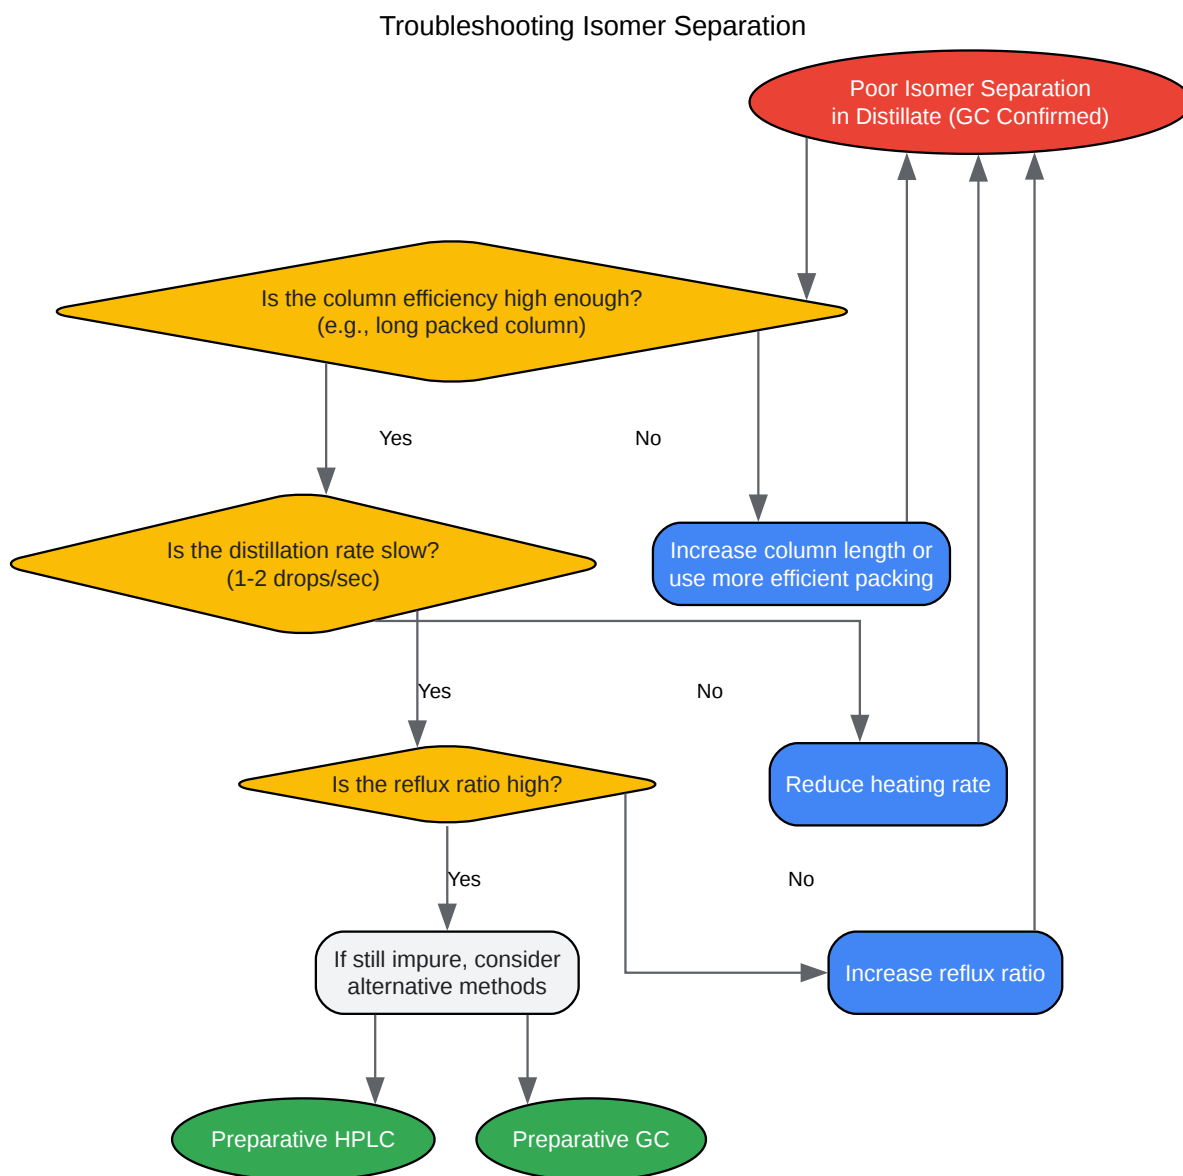 Troubleshooting Isomer Separation
Poor Isomer Separation
in Distillate (GC Confirmed)
Is the column efficiency high enough?
(e.g., long packed column)
Yes
No
Is the distillation rate slow?
(1-2 drops/sec)
Increase column length or
use more efficient packing
Yes
No
Is the reflux ratio high?
Reduce heating rate
Yes
No
If still impure, consider
alternative methods
Increase reflux ratio
Preparative HPLC
Preparative GC